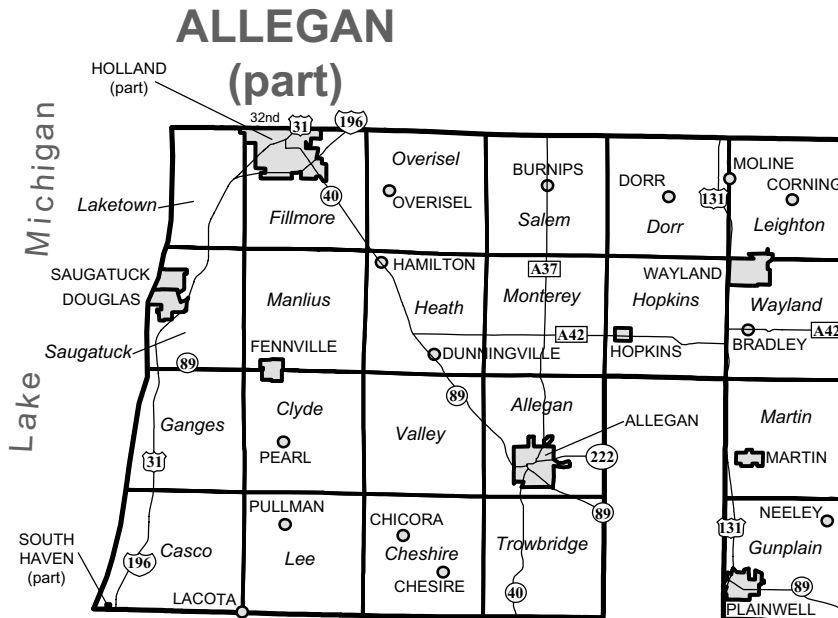 ALLEGAN
(part)
HOLLAND
(part)
32nd
31
196
Michigan
Lake
Overisel
BURNIPS
DORR
MOLINE
CORNING
131
OVERISEL
40
Laketown
Fillmore
Salem
Dorr
Leighton
SAUGATUCK
DOUGLAS
HAMILTON
A37
WAYLAND
Manlius
Heath
Monterey
Hopkins
Wayland
Saugatuck
89
FENNVILLE
DUNNINGVILLE
A42
HOPKINS
BRADLEY
A42
89
Ganges
Clyde
Valley
Allegan
ALLEGAN
Martin
PEARL
222
MARTIN
31
PULLMAN
CHICORA
89
131
NEELEY
SOUTH
HAVEN
(part)
196
Casco
Lee
Cheshire
Trowbridge
Gunplain
CHESIRE
40
89
LACOTA
PLAINWELL